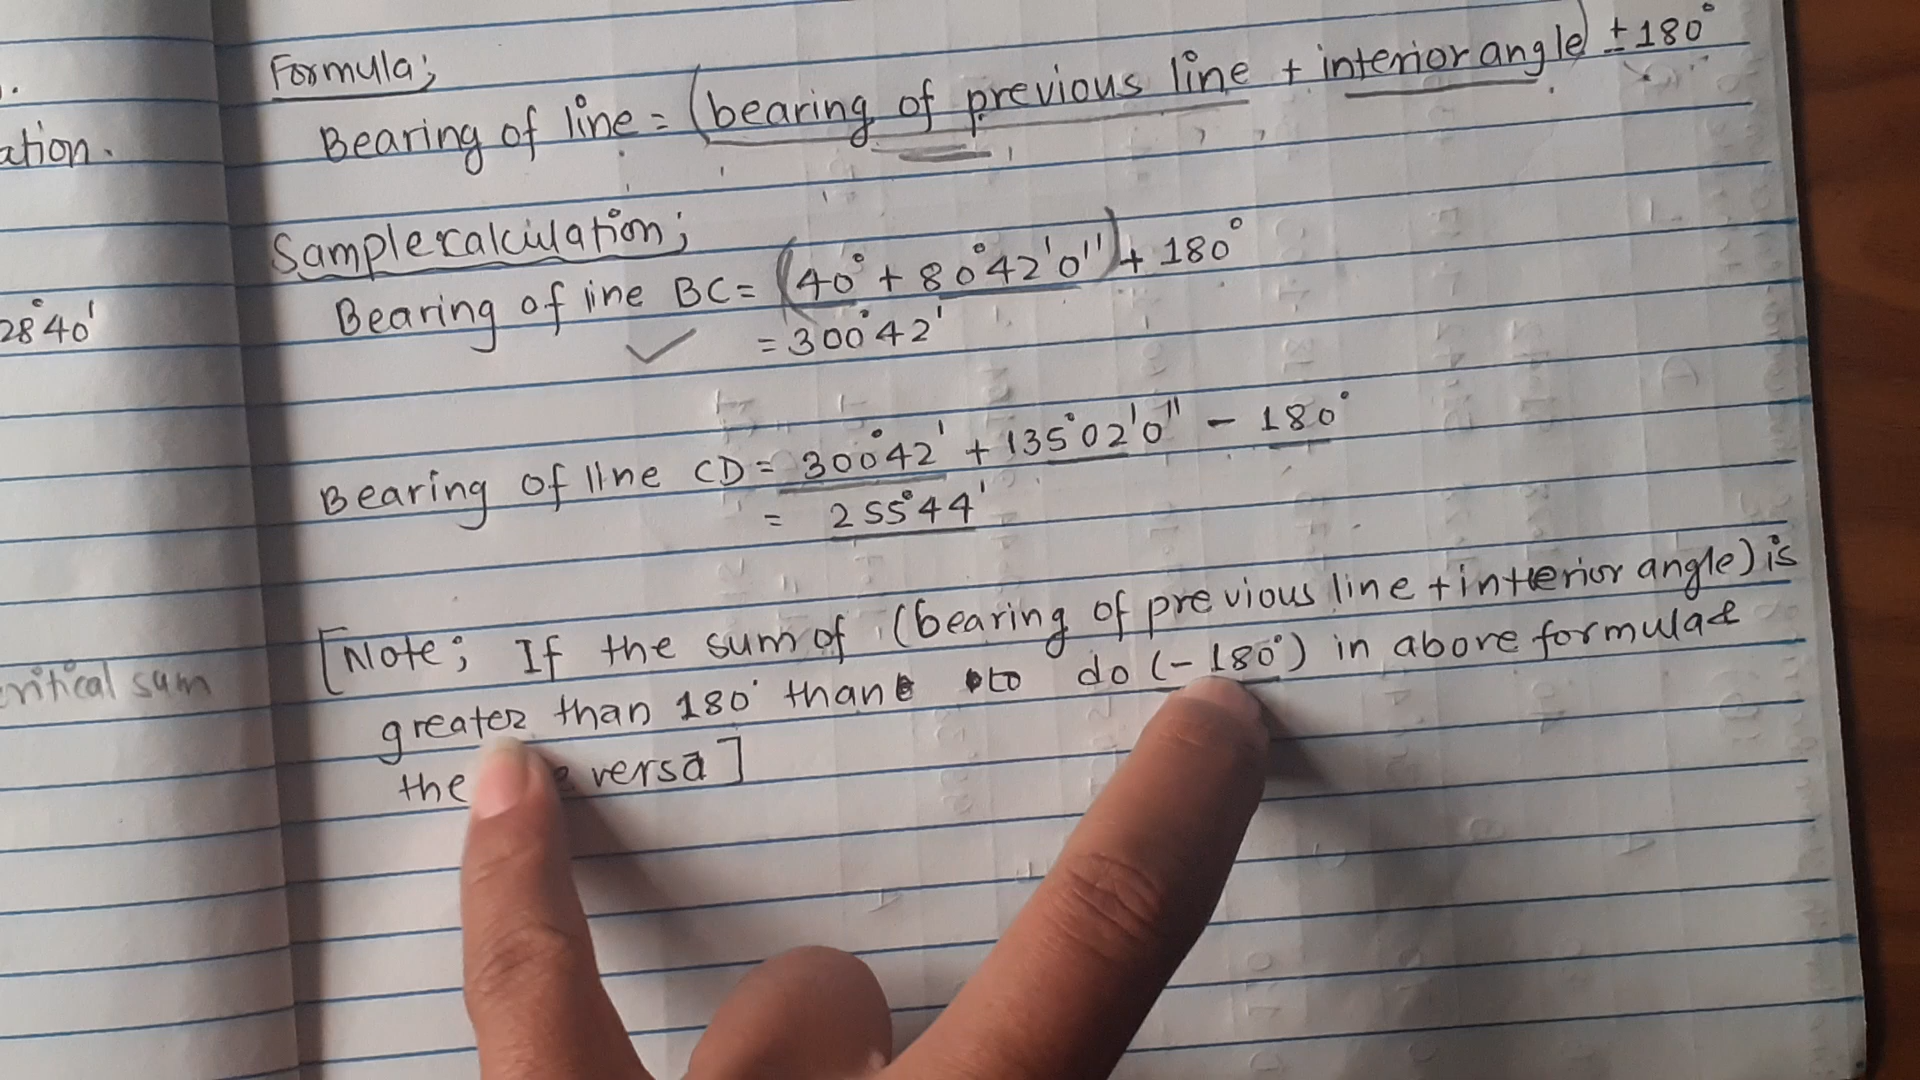 ation.
28°40'
critical sum
Formula;
Bearing of line = (bearing of previous line + interior angle) ± 180°
Sample calculation;
Bearing of line BC = (40° + 80°42'0'') + 180°
= 300°42'
Bearing of line CD = 300°42' + 135°02'0'' - 180°
= 255°44'
[Note; If the sum of (bearing of previous line + interior angle) is
greater than 180° than to do (-180°) in above formulae
the versa]